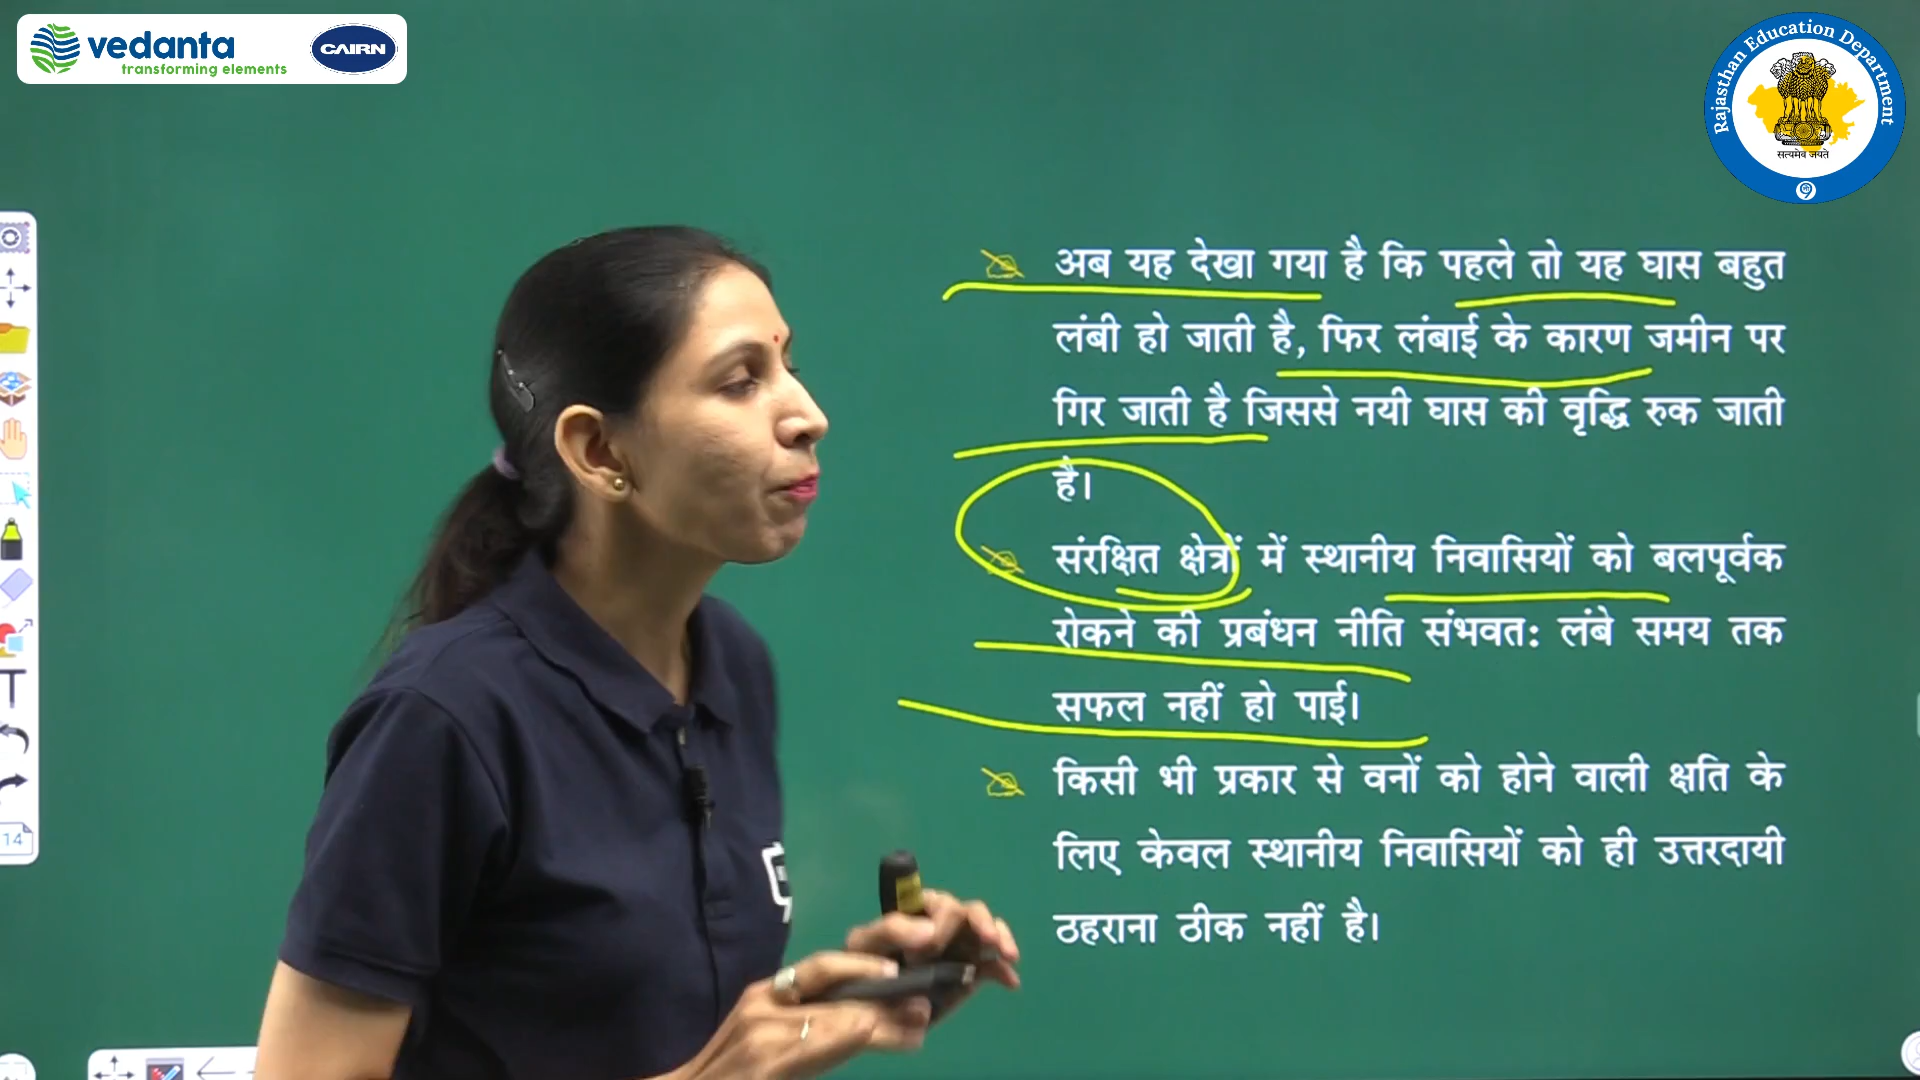 vedanta
transforming elements
CAIRN
Rajasthan Education Department
सत्यमेव जयते
अब यह देखा गया है कि पहले तो यह घास बहुत
लंबी हो जाती है, फिर लंबाई के कारण जमीन पर
गिर जाती है जिससे नयी घास की वृद्धि रुक जाती
है।
संरक्षित क्षेत्रों में स्थानीय निवासियों को बलपूर्वक
रोकने की प्रबंधन नीति संभवतः लंबे समय तक
सफल नहीं हो पाई।
किसी भी प्रकार से वनों को होने वाली क्षति के
लिए केवल स्थानीय निवासियों को ही उत्तरदायी
ठहराना ठीक नहीं है।
T
14